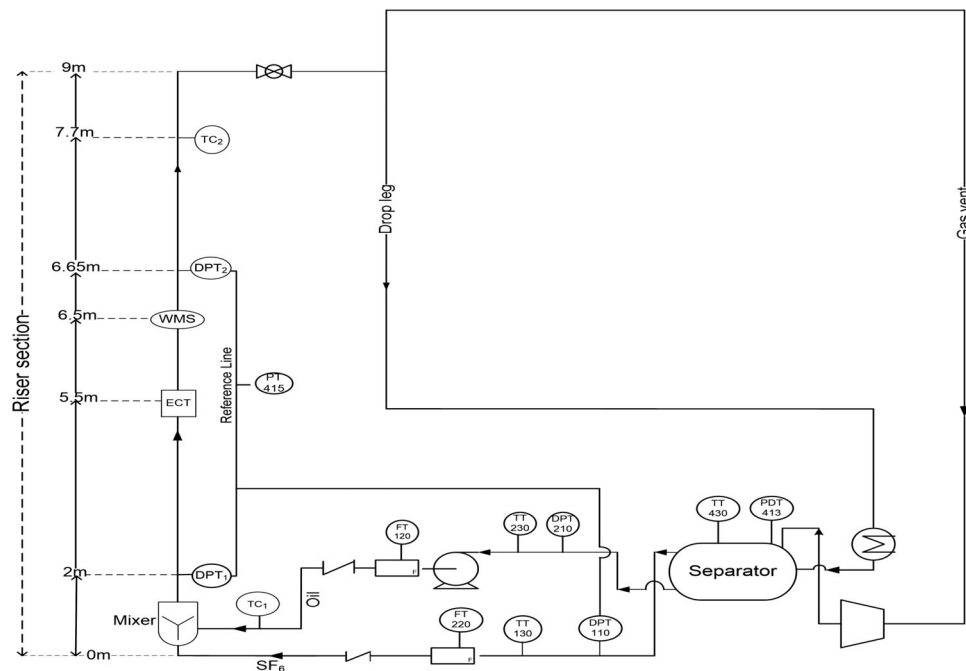 9m
7.7m
TC2
Riser section
6.65m
DPT2
6.5m
WMS
Reference Line
PT
415
5.5m
ECT
Drop leg
Gas vent
2m
DPT1
Mixer
TC1
Oil
FT
120
F
TT
230
DPT
210
TT
430
PDT
413
Separator
FT
220
F
TT
130
DPT
110
0m
SF6